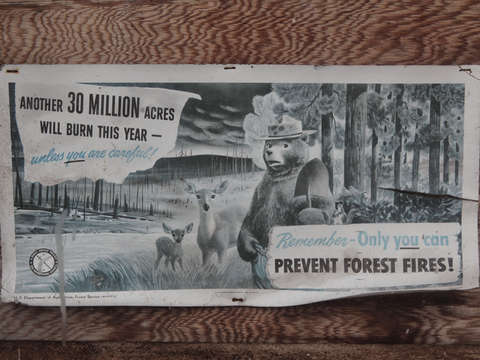 ANOTHER 30 MILLION ACRES
WILL BURN THIS YEAR —
unless you are careful!
Remember - Only you can
PREVENT FOREST FIRES!